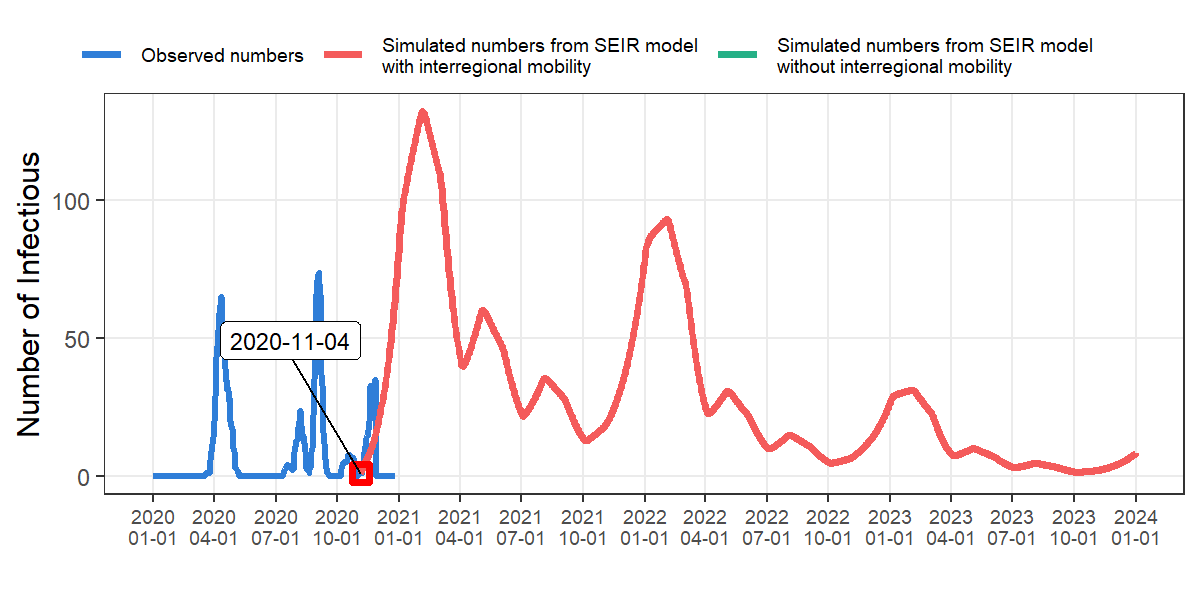 Observed numbers
Simulated numbers from SEIR model
with interregional mobility
Simulated numbers from SEIR model
without interregional mobility
Number of Infectious
100
50
0
2020-11-04
2020 2020 2020 2020 2021 2021 2021 2021 2022 2022 2022 2022 2023 2023 2023 2023 2024
01-01 04-01 07-01 10-01 01-01 04-01 07-01 10-01 01-01 04-01 07-01 10-01 01-01 04-01 07-01 10-01 01-01